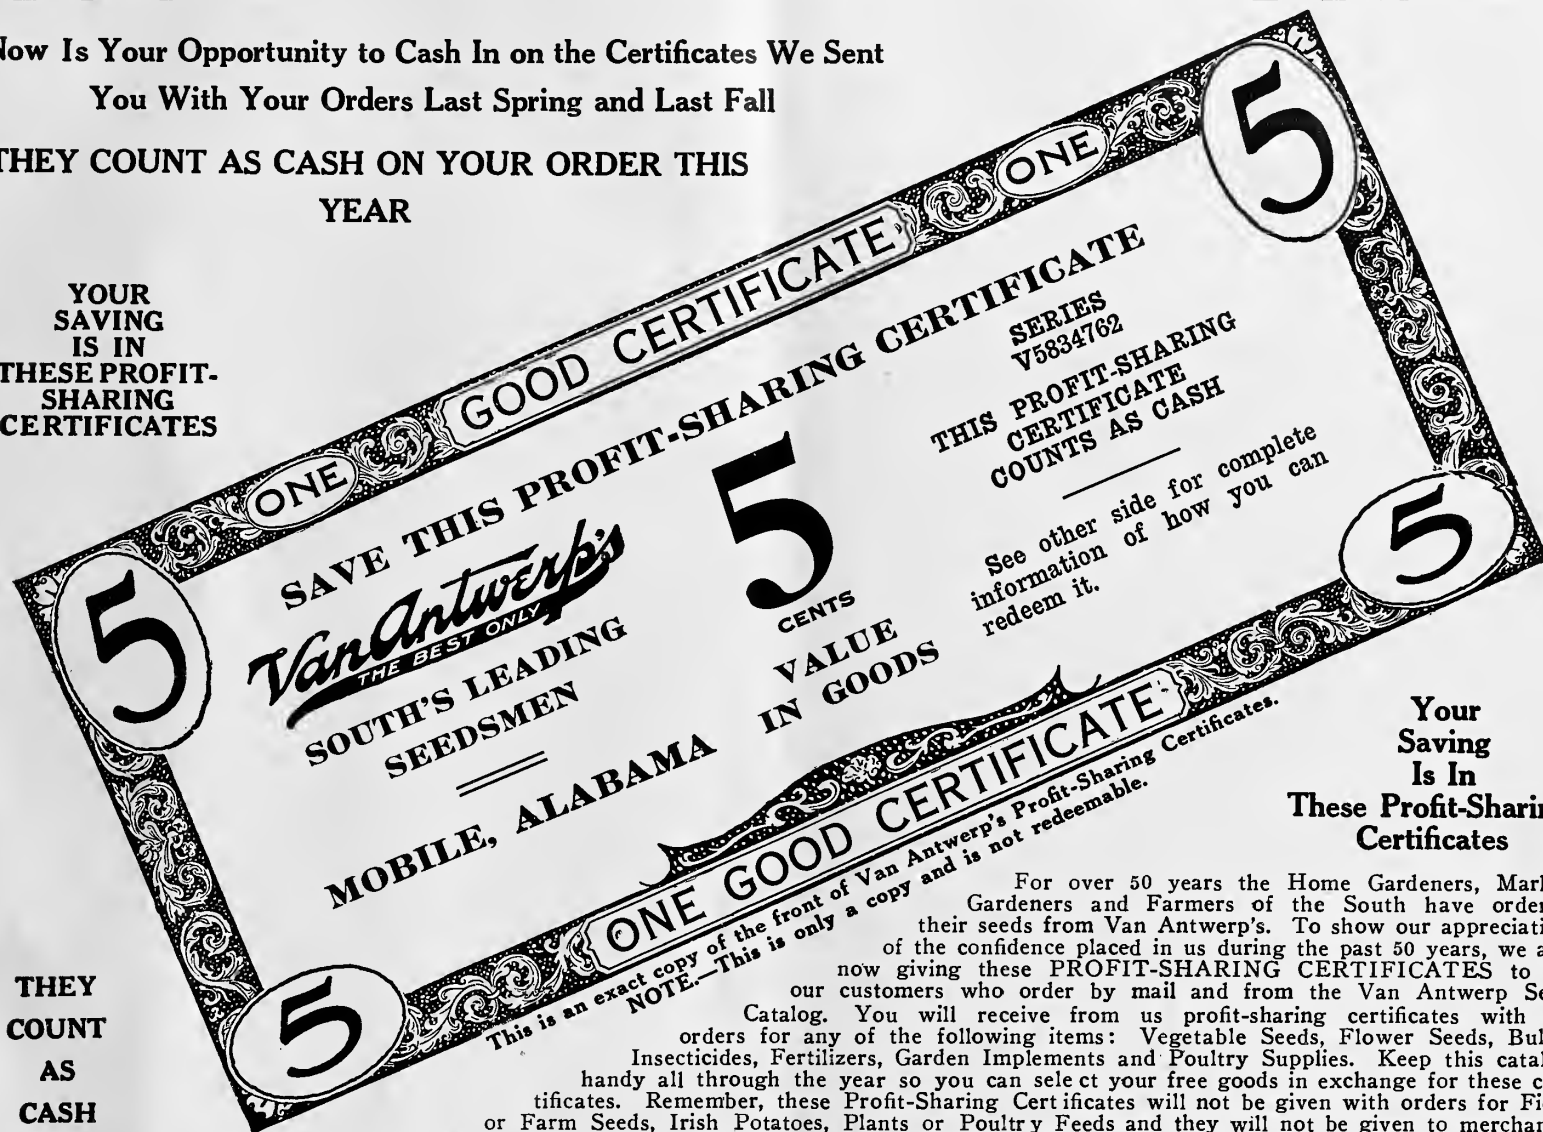 Now Is Your Opportunity to Cash In on the Certificates We Sent
You With Your Orders Last Spring and Last Fall
THEY COUNT AS CASH ON YOUR ORDER THIS
YEAR
YOUR
SAVING
IS IN
THESE PROFIT-
SHARING
CERTIFICATES
5
ONE
GOOD CERTIFICATE
ONE
5
SAVE THIS PROFIT-SHARING CERTIFICATE
Van Antwerp's
THE BEST ONLY
SOUTH'S LEADING
SEEDSMEN
MOBILE, ALABAMA
5
CENTS
VALUE
IN GOODS
SERIES
V5834762
THIS PROFIT-SHARING
CERTIFICATE
COUNTS AS CASH
See other side for complete
information of how you can
redeem it.
5
ONE GOOD CERTIFICATE
5
This is an exact copy of the front of Van Antwerp's Profit-Sharing Certificates.
NOTE.—This is only a copy and is not redeemable.
THEY
COUNT
AS
CASH
Your
Saving
Is In
These Profit-Sharin
Certificates
For over 50 years the Home Gardeners, Mark
Gardeners and Farmers of the South have order
their seeds from Van Antwerp's. To show our appreciati
of the confidence placed in us during the past 50 years, we a
now giving these PROFIT-SHARING CERTIFICATES to
our customers who order by mail and from the Van Antwerp Se
Catalog. You will receive from us profit-sharing certificates with
orders for any of the following items: Vegetable Seeds, Flower Seeds, Bul
Insecticides, Fertilizers, Garden Implements and Poultry Supplies. Keep this catal
handy all through the year so you can sele ct your free goods in exchange for these c
tificates. Remember, these Profit-Sharing Cert ificates will not be given with orders for Fi
or Farm Seeds, Irish Potatoes, Plants or Poultr y Feeds and they will not be given to merchan